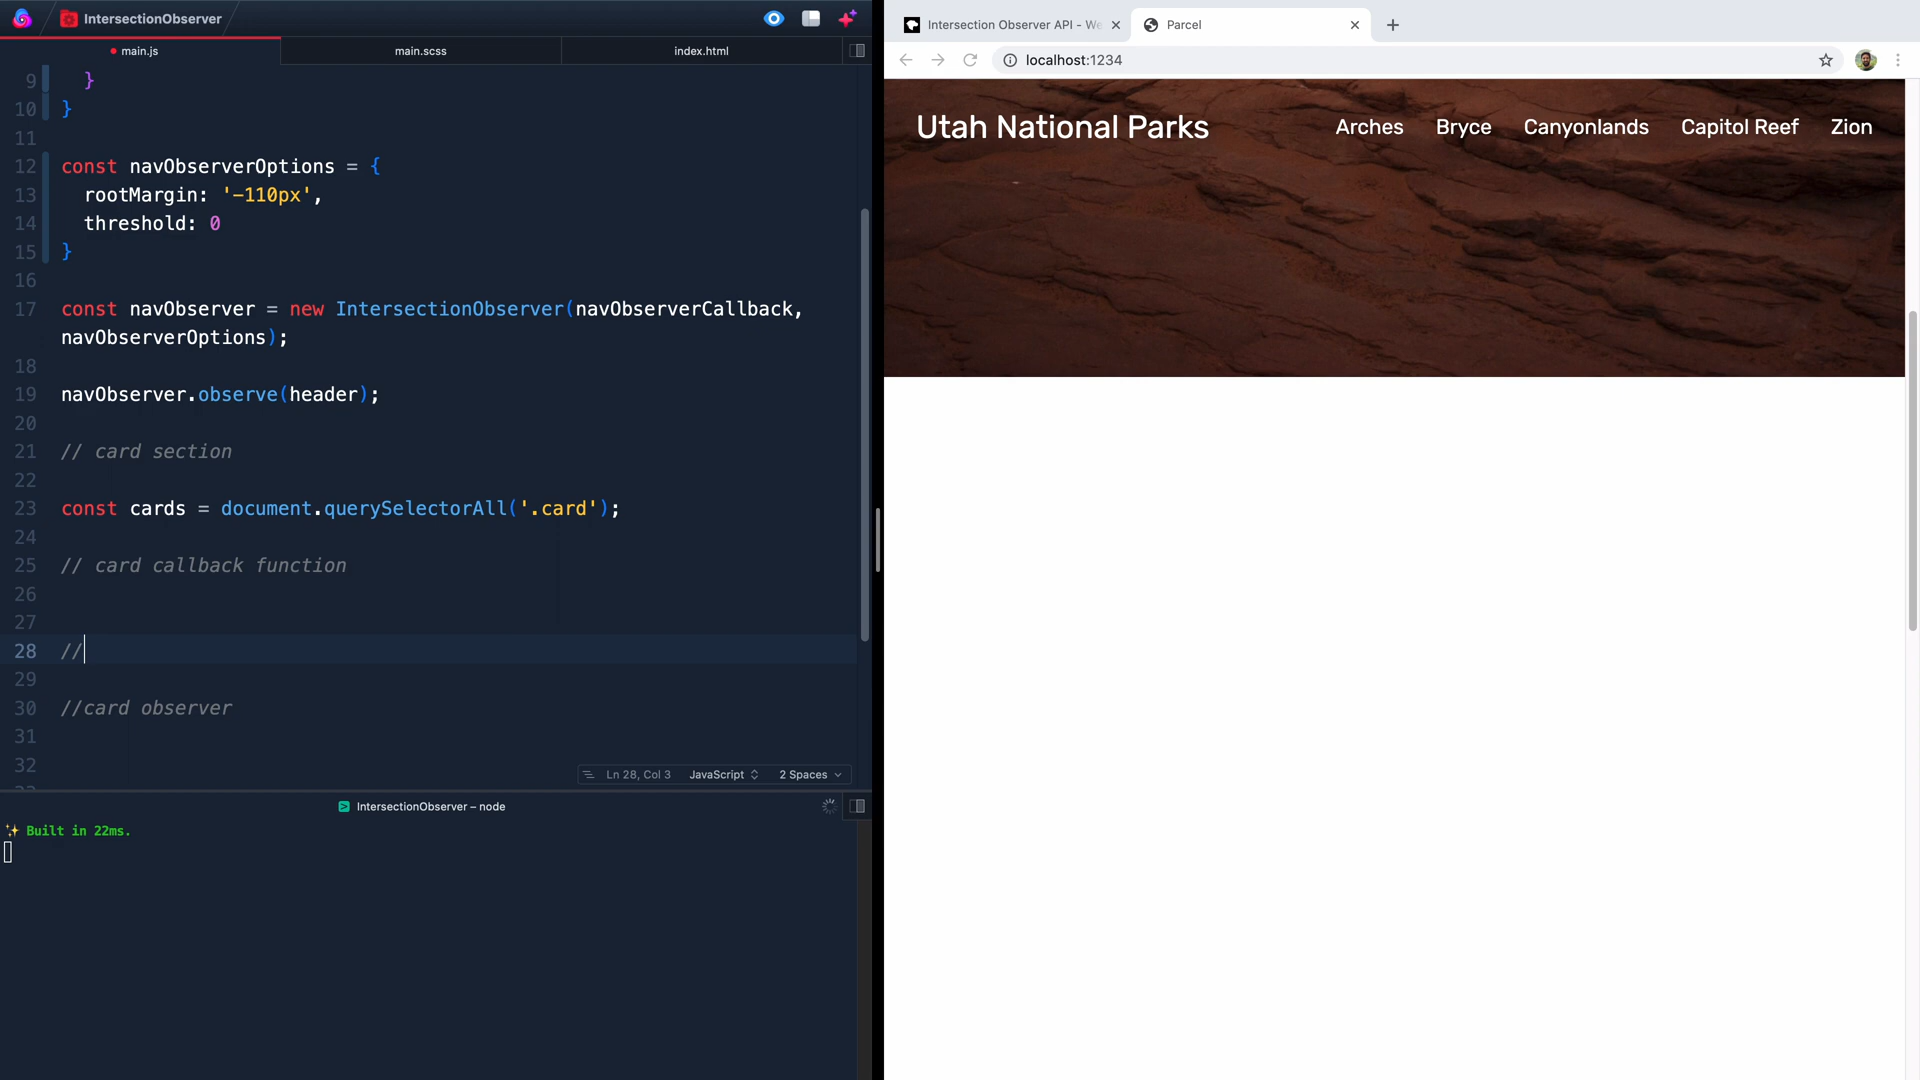 IntersectionObserver
main.js
main.scss
index.html
9 }
10 }
11
12 const navObserverOptions = {
13 rootMargin: '-110px',
14 threshold: 0
15 }
16
17 const navObserver = new IntersectionObserver(navObserverCallback,
navObserverOptions);
18
19 navObserver.observe(header);
20
21 // card section
22
23 const cards = document.querySelectorAll('.card');
24
25 // card callback function
26
27
28 //
29
30 //card observer
31
32
Ln 28, Col 3 JavaScript 2 Spaces
IntersectionObserver – node
✨ Built in 22ms.
Intersection Observer API - We
Parcel
localhost:1234
Utah National Parks
Arches Bryce Canyonlands Capitol Reef Zion